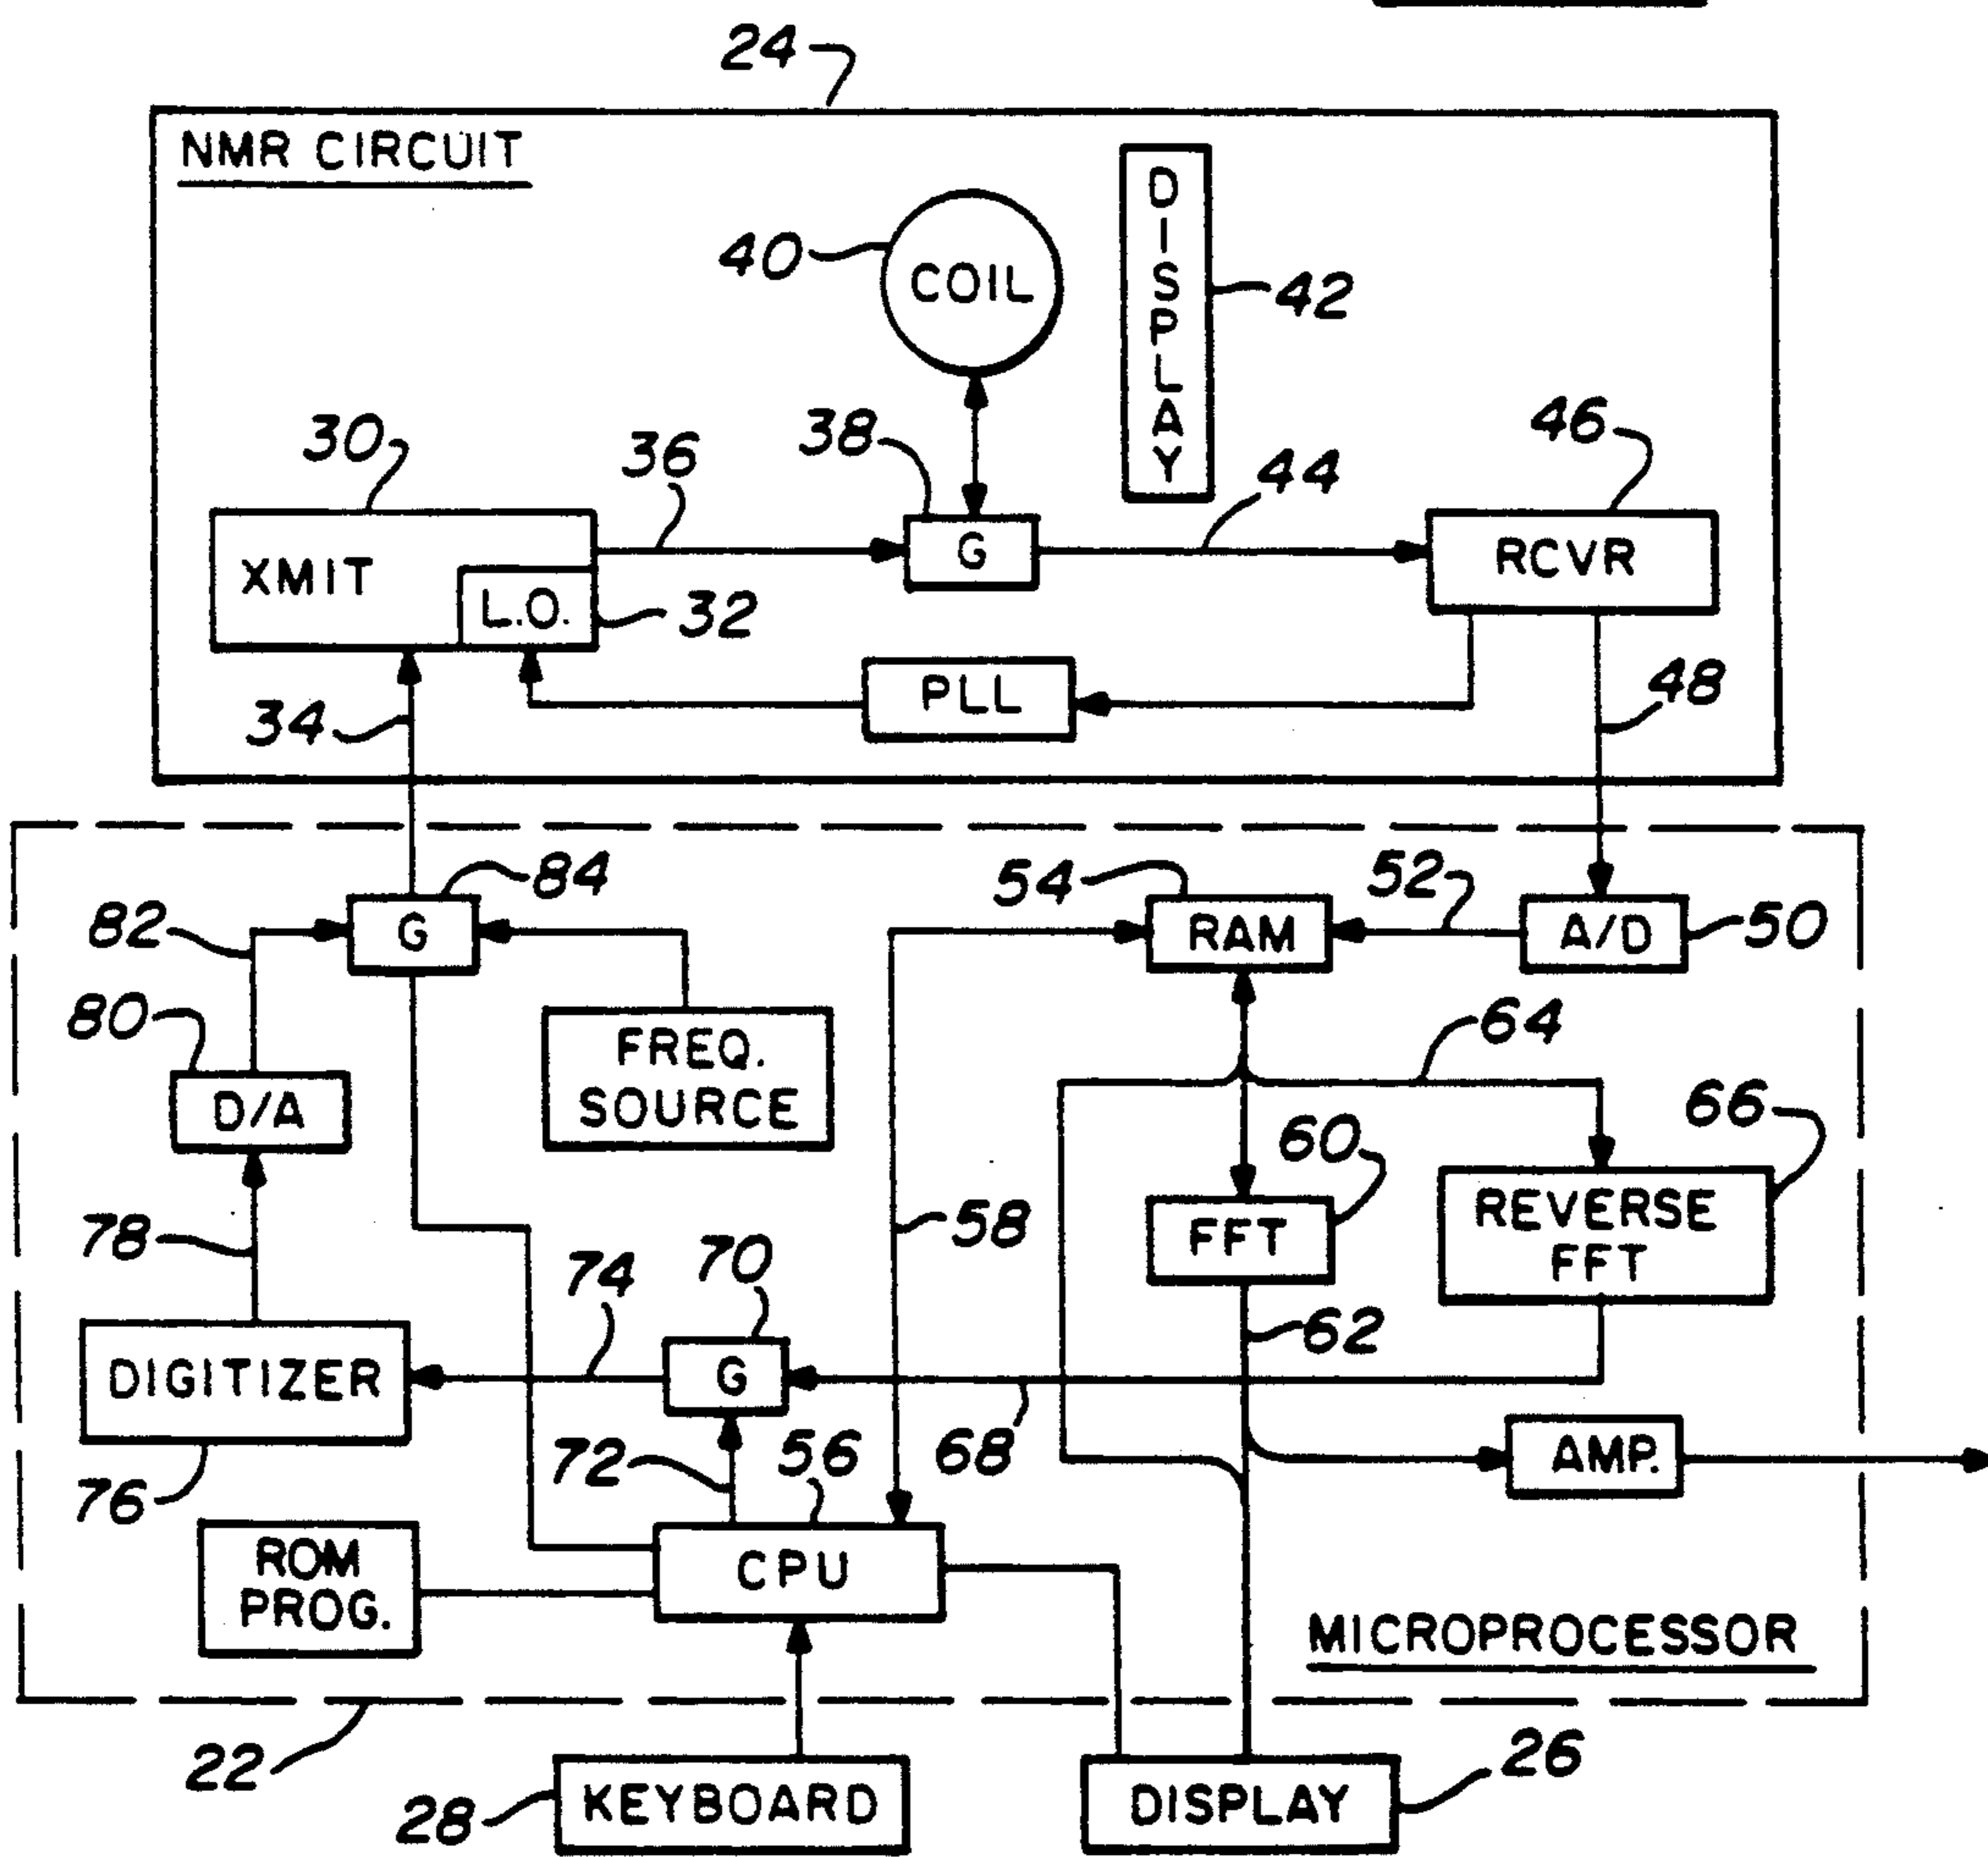 24
NMR CIRCUIT
40
COIL
DISPLAY
42
30
36
38
44
46
XMIT
L.O.
32
G
RCVR
34
PLL
48
84
54
52
82
G
RAM
A/D
50
80
64
FREQ.
SOURCE
D/A
60
66
78
58
FFT
REVERSE
FFT
74
70
62
DIGITIZER
G
76
72
56
68
AMP.
ROM
PROG.
CPU
MICROPROCESSOR
22
28
KEYBOARD
DISPLAY
26